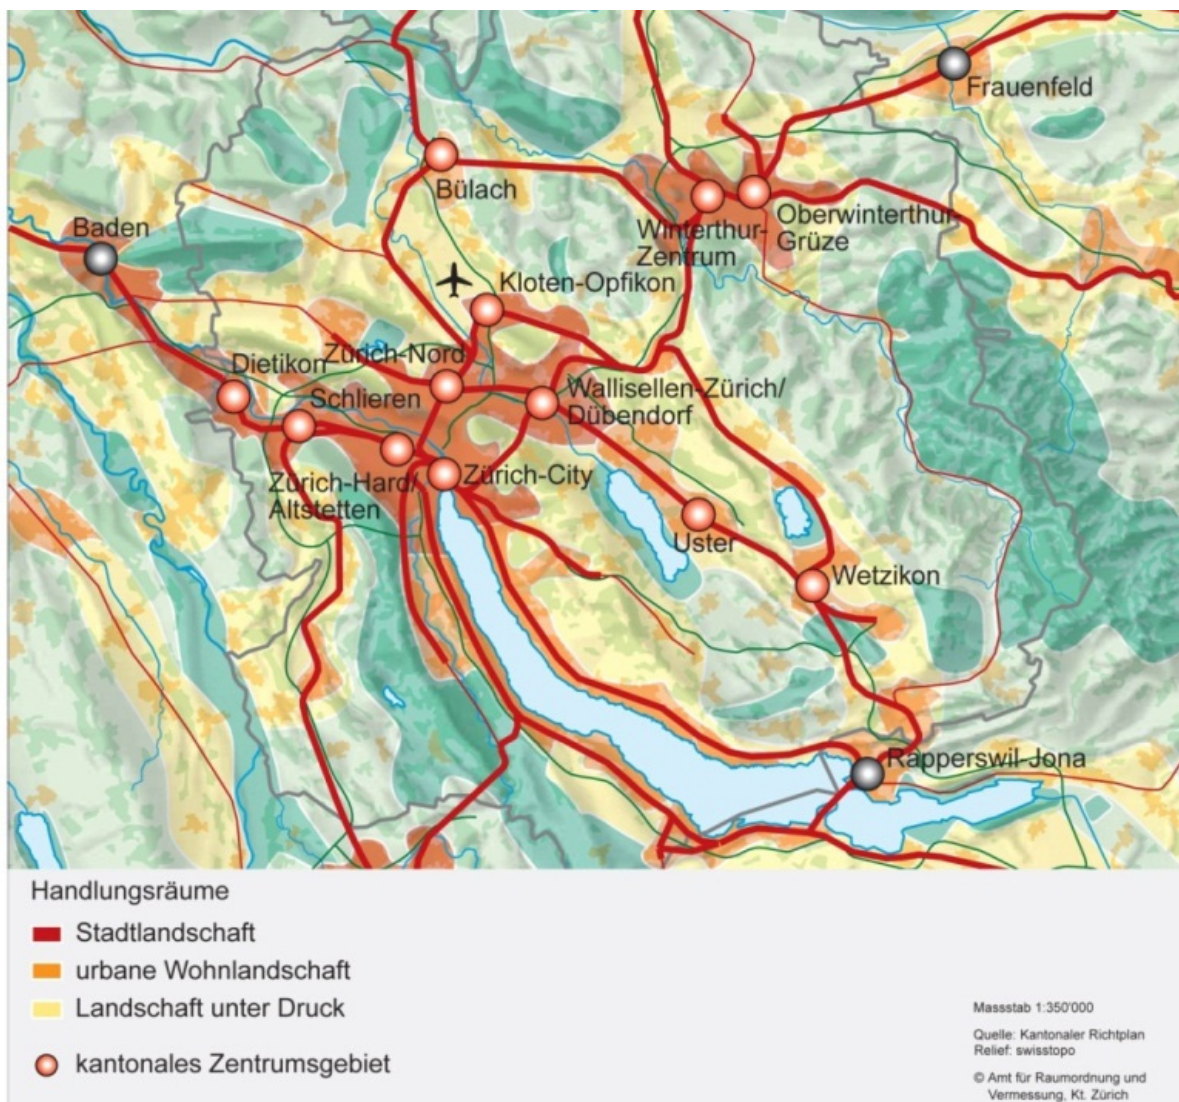 Frauenfeld
Bülach
Winterthur-
Zentrum
Oberwinterthur-
Grüze
Baden
Kloten-Opfikon
Zürich-Nord
Dietikon
Schlieren
Wallisellen-Zürich/
Dübendorf
Zürich-Hard/
Altstetten
Zürich-City
Uster
Wetzikon
Rapperswil-Jona
Handlungsräume
Stadtlandschaft
urbane Wohnlandschaft
Landschaft unter Druck
kantonales Zentrumsgebiet
Massstab 1:350'000
Quelle: Kantonaler Richtplan
Relief: swisstopo
© Amt für Raumordnung und
Vermessung, Kt. Zürich